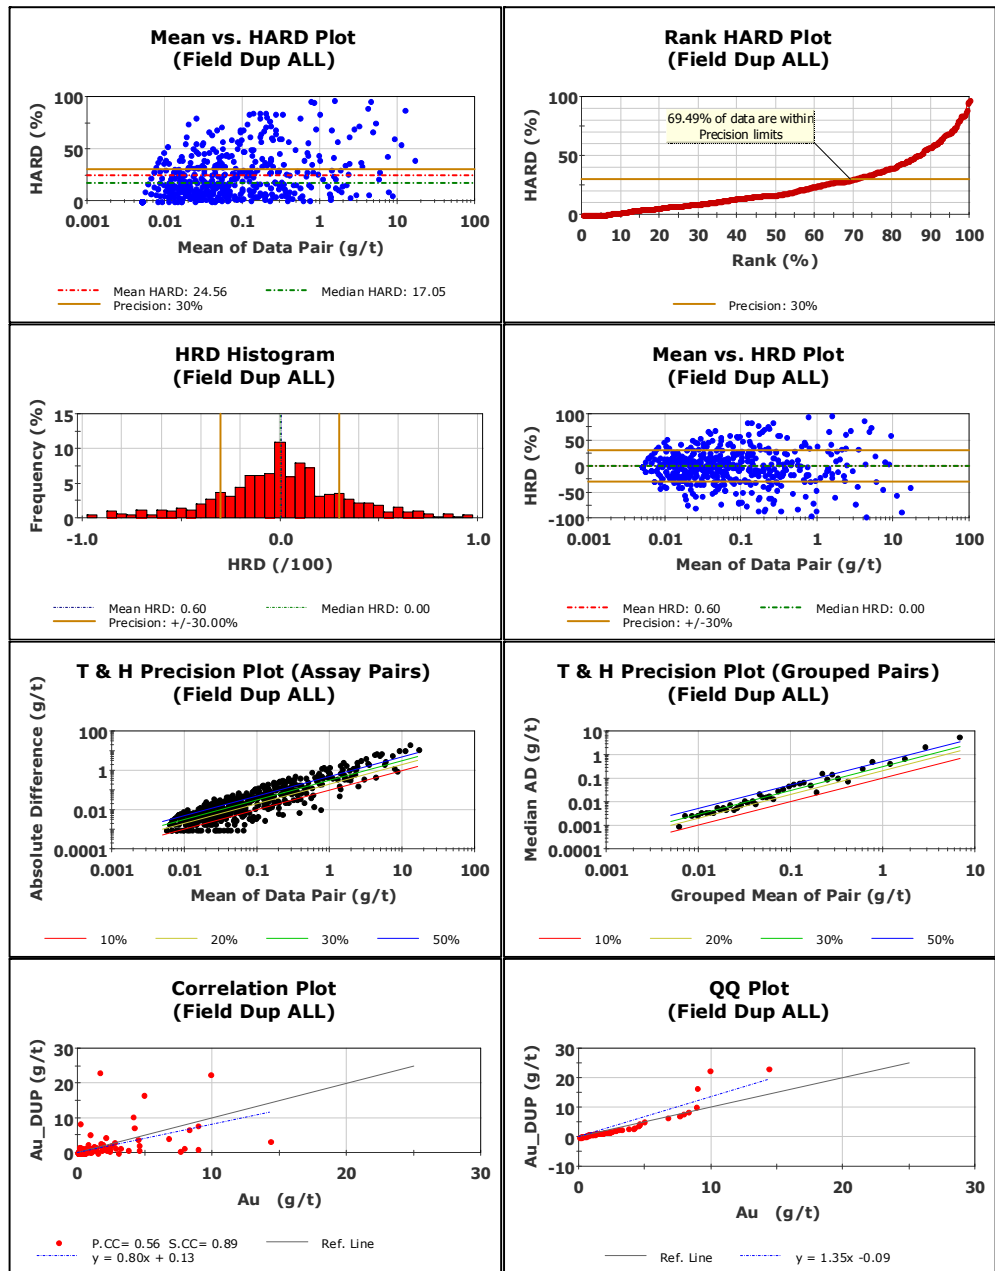 Mean vs. HARD Plot
(Field Dup ALL)
HARD (%)
100
50
0
0.001 0.01 0.1 1 10 100
Mean of Data Pair (g/t)
Mean HARD: 24.56 Median HARD: 17.05
Precision: 30%
Rank HARD Plot
(Field Dup ALL)
HARD (%)
100
50
0
69.49% of data are within
Precision limits
0 10 20 30 40 50 60 70 80 90 100
Rank (%)
Precision: 30%
HRD Histogram
(Field Dup ALL)
Frequency (%)
15
10
5
0
-1.0 0.0 1.0
HRD (/100)
Mean HRD: 0.60 Median HRD: 0.00
Precision: +/-30.00%
Mean vs. HRD Plot
(Field Dup ALL)
HRD (%)
100
50
0
-50
-100
0.001 0.01 0.1 1 10 100
Mean of Data Pair (g/t)
Mean HRD: 0.60 Median HRD: 0.00
Precision: +/-30%
T & H Precision Plot (Assay Pairs)
(Field Dup ALL)
Absolute Difference (g/t)
100
1
0.01
0.0001
0.001 0.01 0.1 1 10 100
Mean of Data Pair (g/t)
10% 20% 30% 50%
T & H Precision Plot (Grouped Pairs)
(Field Dup ALL)
Median AD (g/t)
10
1
0.1
0.01
0.001
0.0001
0.001 0.01 0.1 1 10
Grouped Mean of Pair (g/t)
10% 20% 30% 50%
Correlation Plot
(Field Dup ALL)
Au_DUP (g/t)
30
20
10
0
0 10 20 30
Au (g/t)
P.CC= 0.56 S.CC= 0.89 Ref. Line
y = 0.80x + 0.13
QQ Plot
(Field Dup ALL)
Au_DUP (g/t)
30
20
10
0
-10
0 10 20 30
Au (g/t)
Ref. Line y = 1.35x -0.09